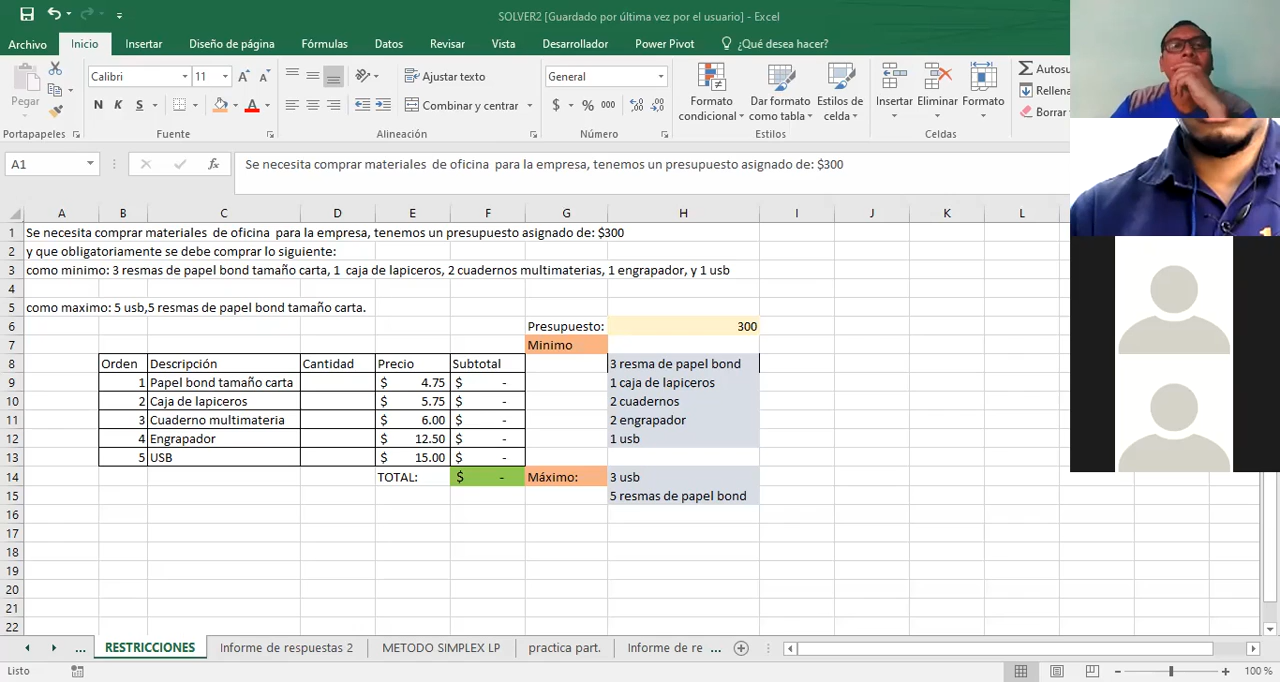 SOLVER2 [Guardado por última vez por el usuario] - Excel
Archivo Inicio Insertar Diseño de página Fórmulas Datos Revisar Vista Desarrollador Power Pivot ¿Qué desea hacer?
Pegar
Calibri 11
N K S
Ajustar texto
Combinar y centrar
General
$ % 000
Formato condicional
Dar formato como tabla
Estilos de celda
Insertar Eliminar Formato
Σ Autosu
Rellena
Borrar
Portapapeles Fuente Alineación Número Estilos Celdas
A1 fx Se necesita comprar materiales de oficina para la empresa, tenemos un presupuesto asignado de: $300
A B C D E F G H I J K L
1 Se necesita comprar materiales de oficina para la empresa, tenemos un presupuesto asignado de: $300
2 y que obligatoriamente se debe comprar lo siguiente:
3 como minimo: 3 resmas de papel bond tamaño carta, 1 caja de lapiceros, 2 cuadernos multimaterias, 1 engrapador, y 1 usb
4
5 como maximo: 5 usb,5 resmas de papel bond tamaño carta.
6 Presupuesto: 300
7 Minimo
8 Orden Descripción Cantidad Precio Subtotal 3 resma de papel bond
9 1 Papel bond tamaño carta $ 4.75 $ - 1 caja de lapiceros
10 2 Caja de lapiceros $ 5.75 $ - 2 cuadernos
11 3 Cuaderno multimateria $ 6.00 $ - 2 engrapador
12 4 Engrapador $ 12.50 $ - 1 usb
13 5 USB $ 15.00 $ -
14 TOTAL: $ - Máximo: 3 usb
15 5 resmas de papel bond
16
17
18
19
20
21
22
... RESTRICCIONES Informe de respuestas 2 METODO SIMPLEX LP practica part. Informe de re ...
Listo 100 %